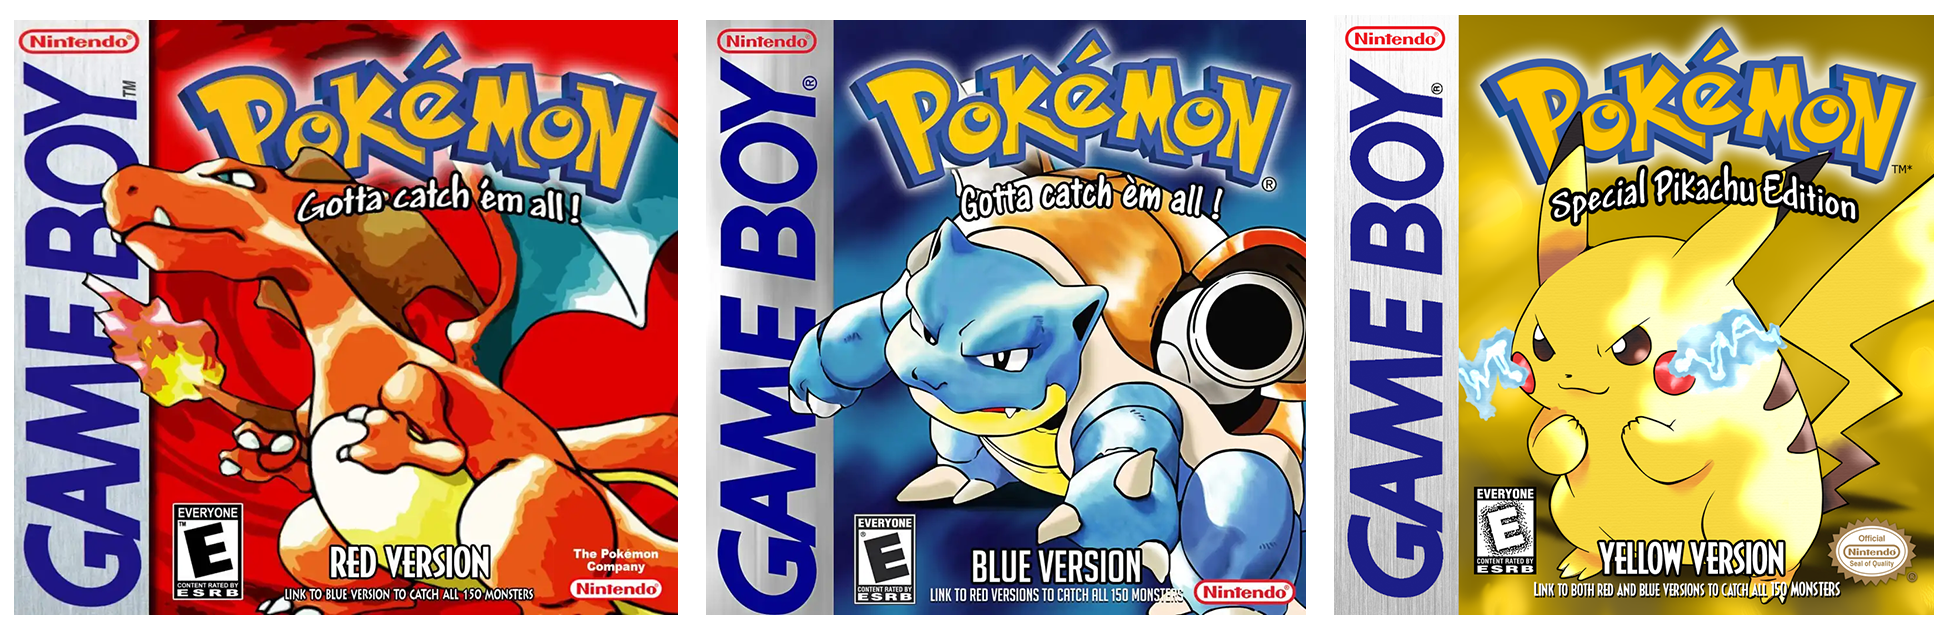 Nintendo®
GAME BOY™
POKéMON
Gotta catch 'em all!
EVERYONE
™
E
CONTENT RATED BY
ESRB
RED VERSION
LINK TO BLUE VERSION TO CATCH ALL 150 MONSTERS
The Pokémon
Company
Nintendo®
Nintendo®
GAME BOY®
POKéMON®
Gotta catch èm all!
EVERYONE
®
E
CONTENT RATED BY
ESRB
BLUE VERSION
LINK TO RED VERSIONS TO CATCH ALL 150 MONSTERS
Nintendo®
Nintendo®
GAME BOY®
POKéMON™*
Special Pikachu Edition
EVERYONE
E
CONTENT RATED BY
ESRB
YELLOW VERSION
LINK TO BOTH RED AND BLUE VERSIONS TO CATCH ALL 150 MONSTERS
Official
Nintendo®
Seal of Quality
®